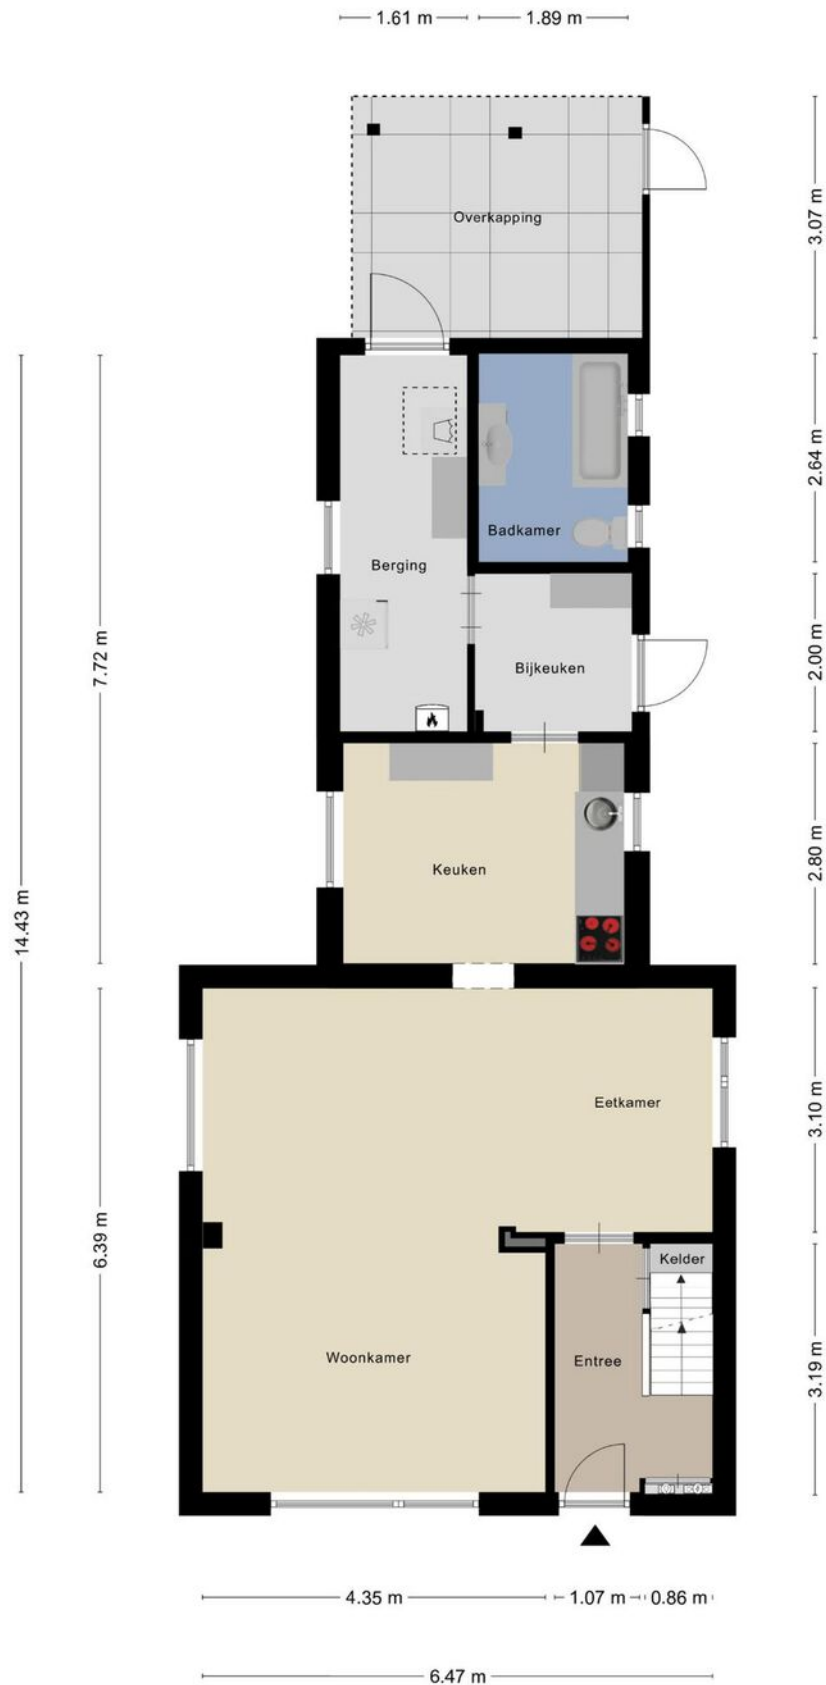 1.61 m
1.89 m
Overkapping
3.07 m
2.64 m
Badkamer
Berging
7.72 m
2.00 m
Bijkeuken
2.80 m
Keuken
14.43 m
Eetkamer
3.10 m
6.39 m
Kelder
Woonkamer
Entree
3.19 m
4.35 m
1.07 m
0.86 m
6.47 m